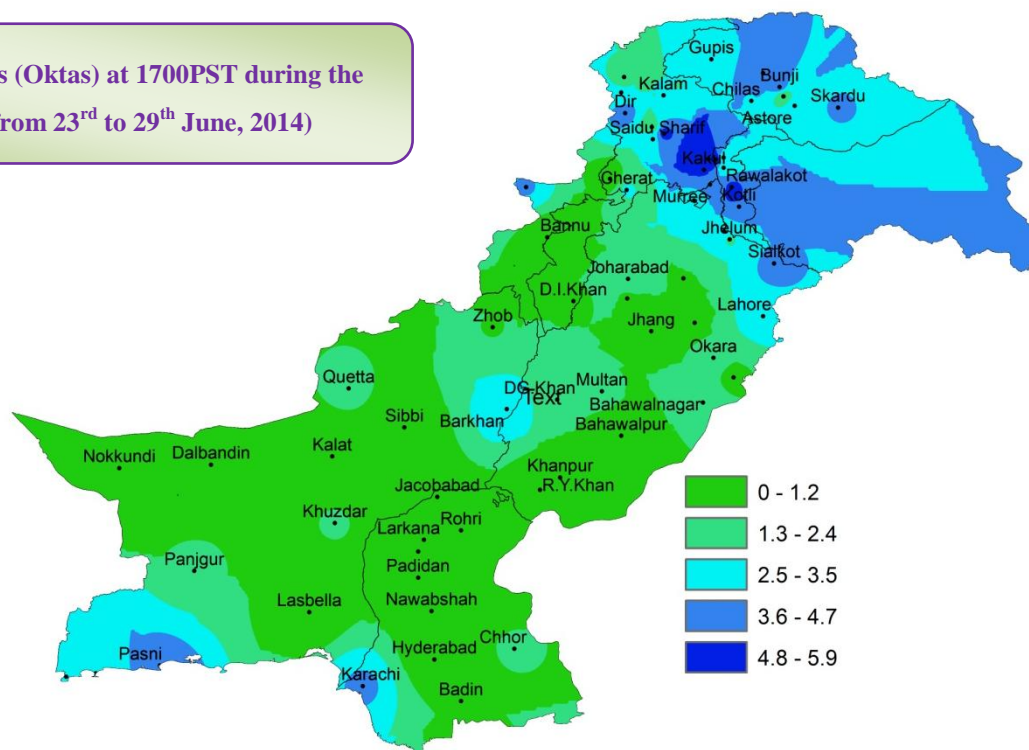 s (Oktas) at 1700PST during the
from 23rd to 29th June, 2014)
Gupis
Bunji
Kalam
Chilas
Skardu
Dir
Astore
Saidu Sharif
Kakul
Gherat
Rawalakot
Murree
Kotli
Bannu
Jhelum
Sialkot
Joharabad
D.I.Khan
Lahore
Zhob
Jhang
Okara
Quetta
DG-Khan
Multan
Text
Bahawalnagar
Sibbi
Barkhan
Bahawalpur
Kalat
Nokkundi
Dalbandin
Khanpur
R.Y.Khan
Jacobabad
Khuzdar
Larkana
Rohri
Panjgur
Padidan
Lasbella
Nawabshah
Pasni
Hyderabad
Chhor
Karachi
Badin
0 - 1.2
1.3 - 2.4
2.5 - 3.5
3.6 - 4.7
4.8 - 5.9